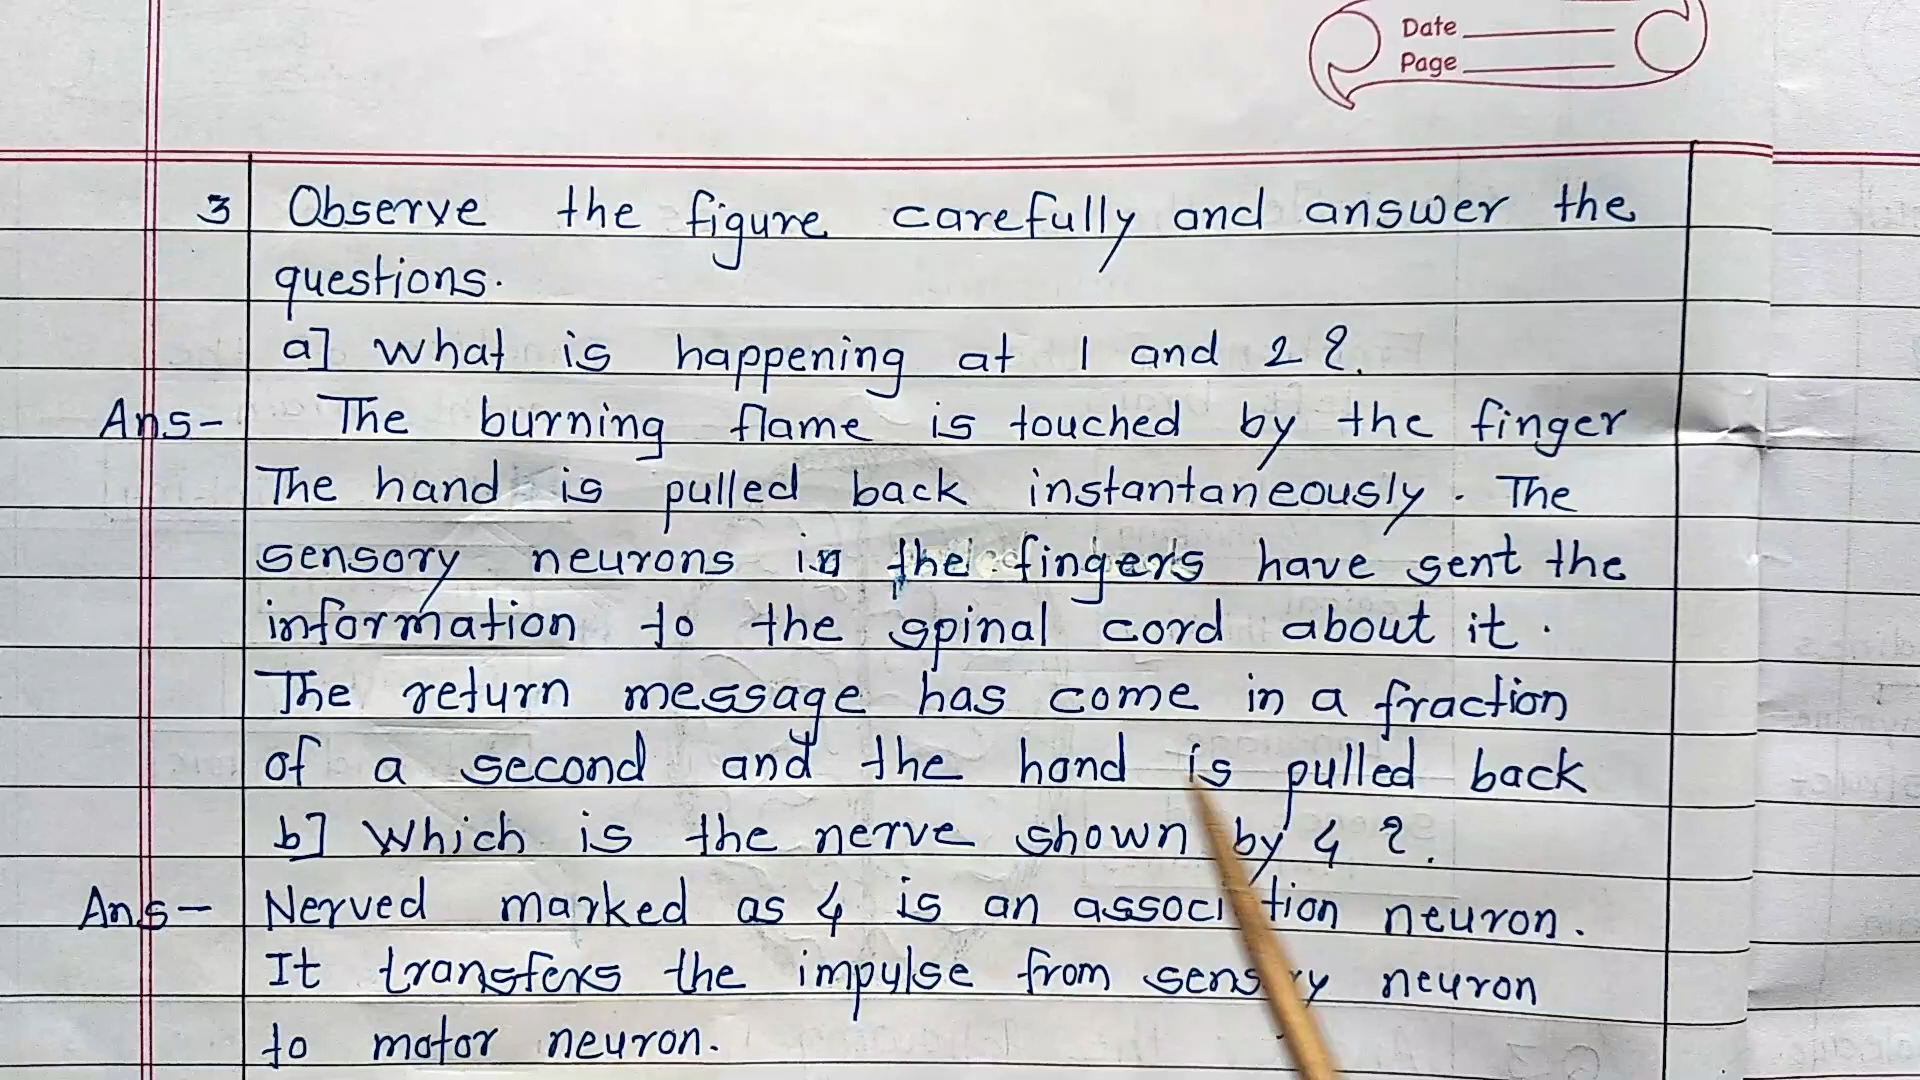 Date
Page
3 Observe the figure carefully and answer the
questions.
a] What is happening at 1 and 2 ?.
Ans- The burning flame is touched by the finger
The hand is pulled back instantaneously. The
sensory neurons in the fingers have sent the
information to the spinal cord about it.
The return message has come in a fraction
of a second and the hand is pulled back
b] Which is the nerve shown by 4 ?.
Ans- Nerved marked as 4 is an association neuron.
It transfers the impulse from sensory neuron
to motor neuron.